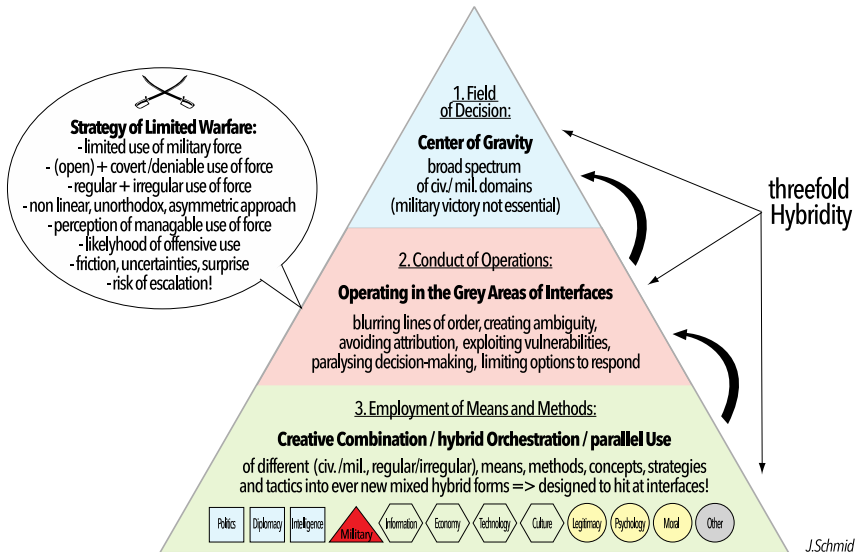 1. Field
of Decision:
Center of Gravity
broad spectrum
of civ./ mil. domains
(military victory not essential)
Strategy of Limited Warfare:
- limited use of military force
- (open) + covert/deniable use of force
- regular + irregular use of force
- non linear, unorthodox, asymmetric approach
- perception of managable use of force
- likelyhood of offensive use
- friction, uncertainties, surprise
- risk of escalation!
threefold
Hybridity
2. Conduct of Operations:
Operating in the Grey Areas of Interfaces
blurring lines of order, creating ambiguity,
avoiding attribution, exploiting vulnerabilities,
paralysing decision-making, limiting options to respond
3. Employment of Means and Methods:
Creative Combination / hybrid Orchestration / parallel Use
of different (civ./mil., regular/irregular), means, methods, concepts, strategies
and tactics into ever new mixed hybrid forms => designed to hit at interfaces!
Politics Diplomacy Intelligence Military Information Economy Technology Culture Legitimacy Psychology Moral Other
J.Schmid